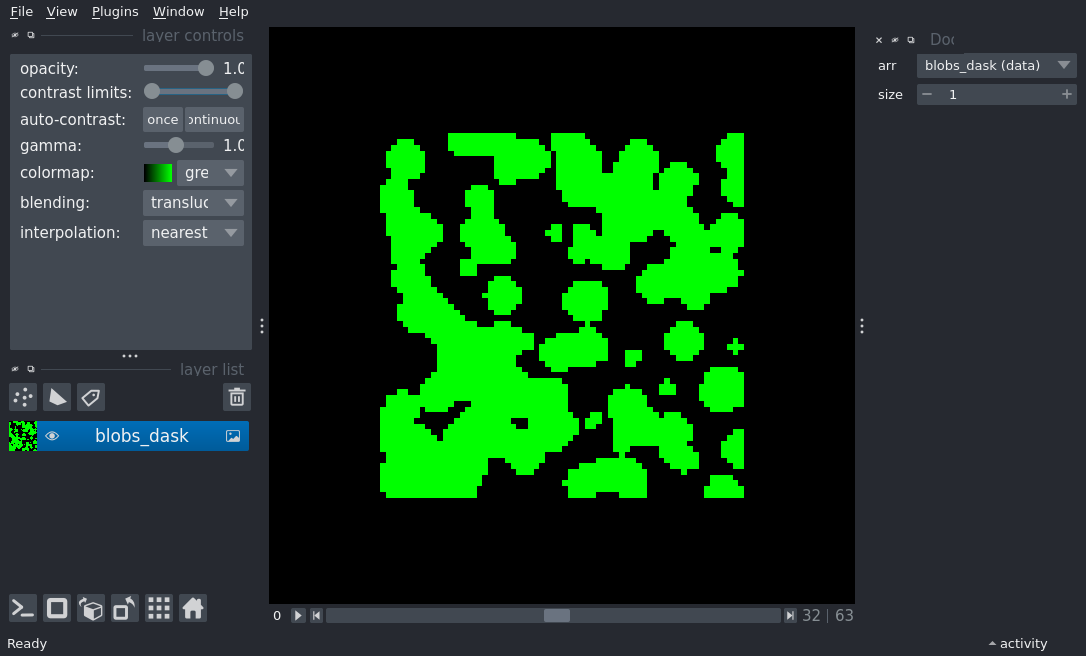 File View Plugins Window Help
layer controls
opacity: 1.0
contrast limits:
auto-contrast: once ontinuou
gamma: 1.0
colormap: gre
blending: transluc
interpolation: nearest
layer list
blobs_dask
0 32 | 63
Ready
Doc
arr blobs_dask (data)
size − 1 +
activity